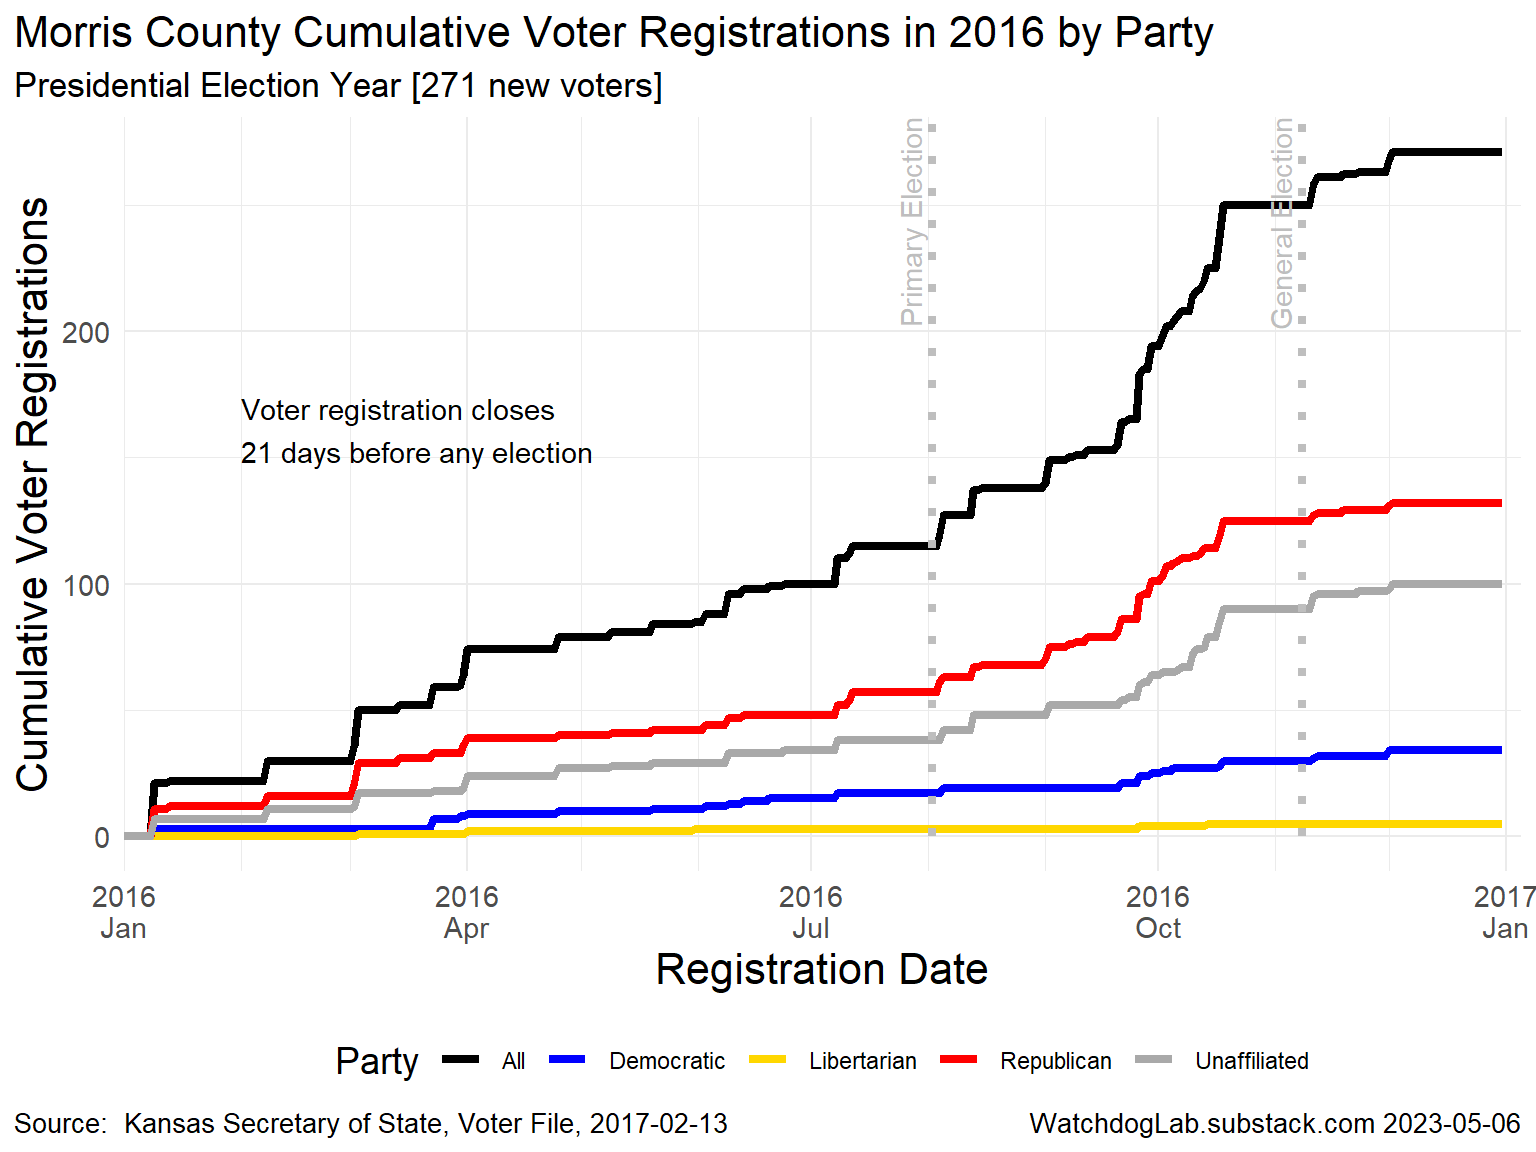 Morris County Cumulative Voter Registrations in 2016 by Party
Presidential Election Year [271 new voters]
Cumulative Voter Registrations
200
100
0
Primary Election
General Election
Voter registration closes
21 days before any election
2016 2016 2016 2016 2017
Jan Apr Jul Oct Jan
Registration Date
Party All Democratic Libertarian Republican Unaffiliated
Source:  Kansas Secretary of State, Voter File, 2017-02-13
WatchdogLab.substack.com 2023-05-06